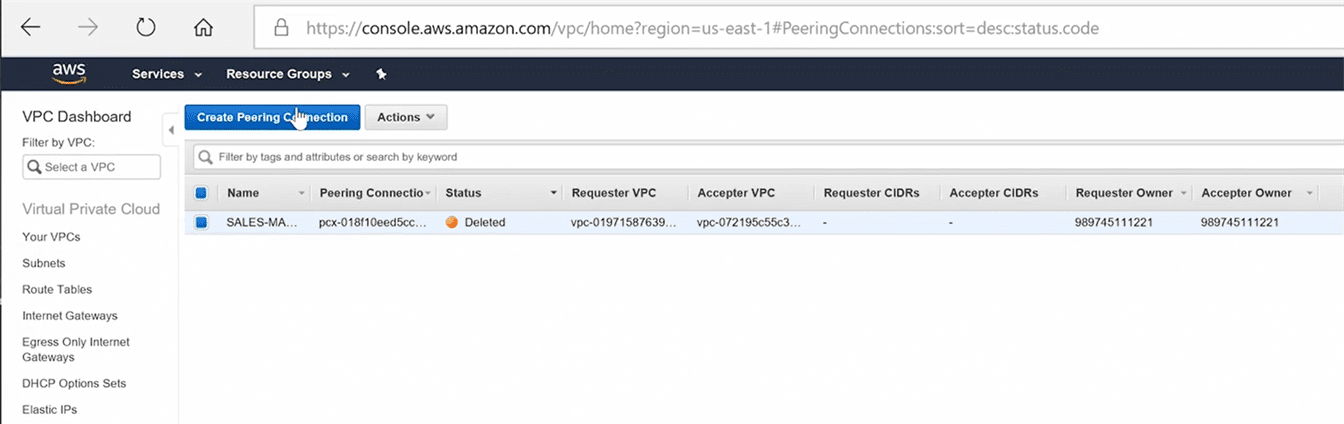 https://console.aws.amazon.com/vpc/home?region=us-east-1#PeeringConnections:sort=desc:status.code
aws Services Resource Groups
VPC Dashboard
Filter by VPC:
Select a VPC
Virtual Private Cloud
Your VPCs
Subnets
Route Tables
Internet Gateways
Egress Only Internet
Gateways
DHCP Options Sets
Elastic IPs
Create Peering Connection Actions
Filter by tags and attributes or search by keyword
Name Peering Connectio Status Requester VPC Accepter VPC Requester CIDRs Accepter CIDRs Requester Owner Accepter Owner
SALES-MA... pcx-018f10eed5cc... Deleted vpc-01971587639... vpc-072195c55c3... - - 989745111221 989745111221